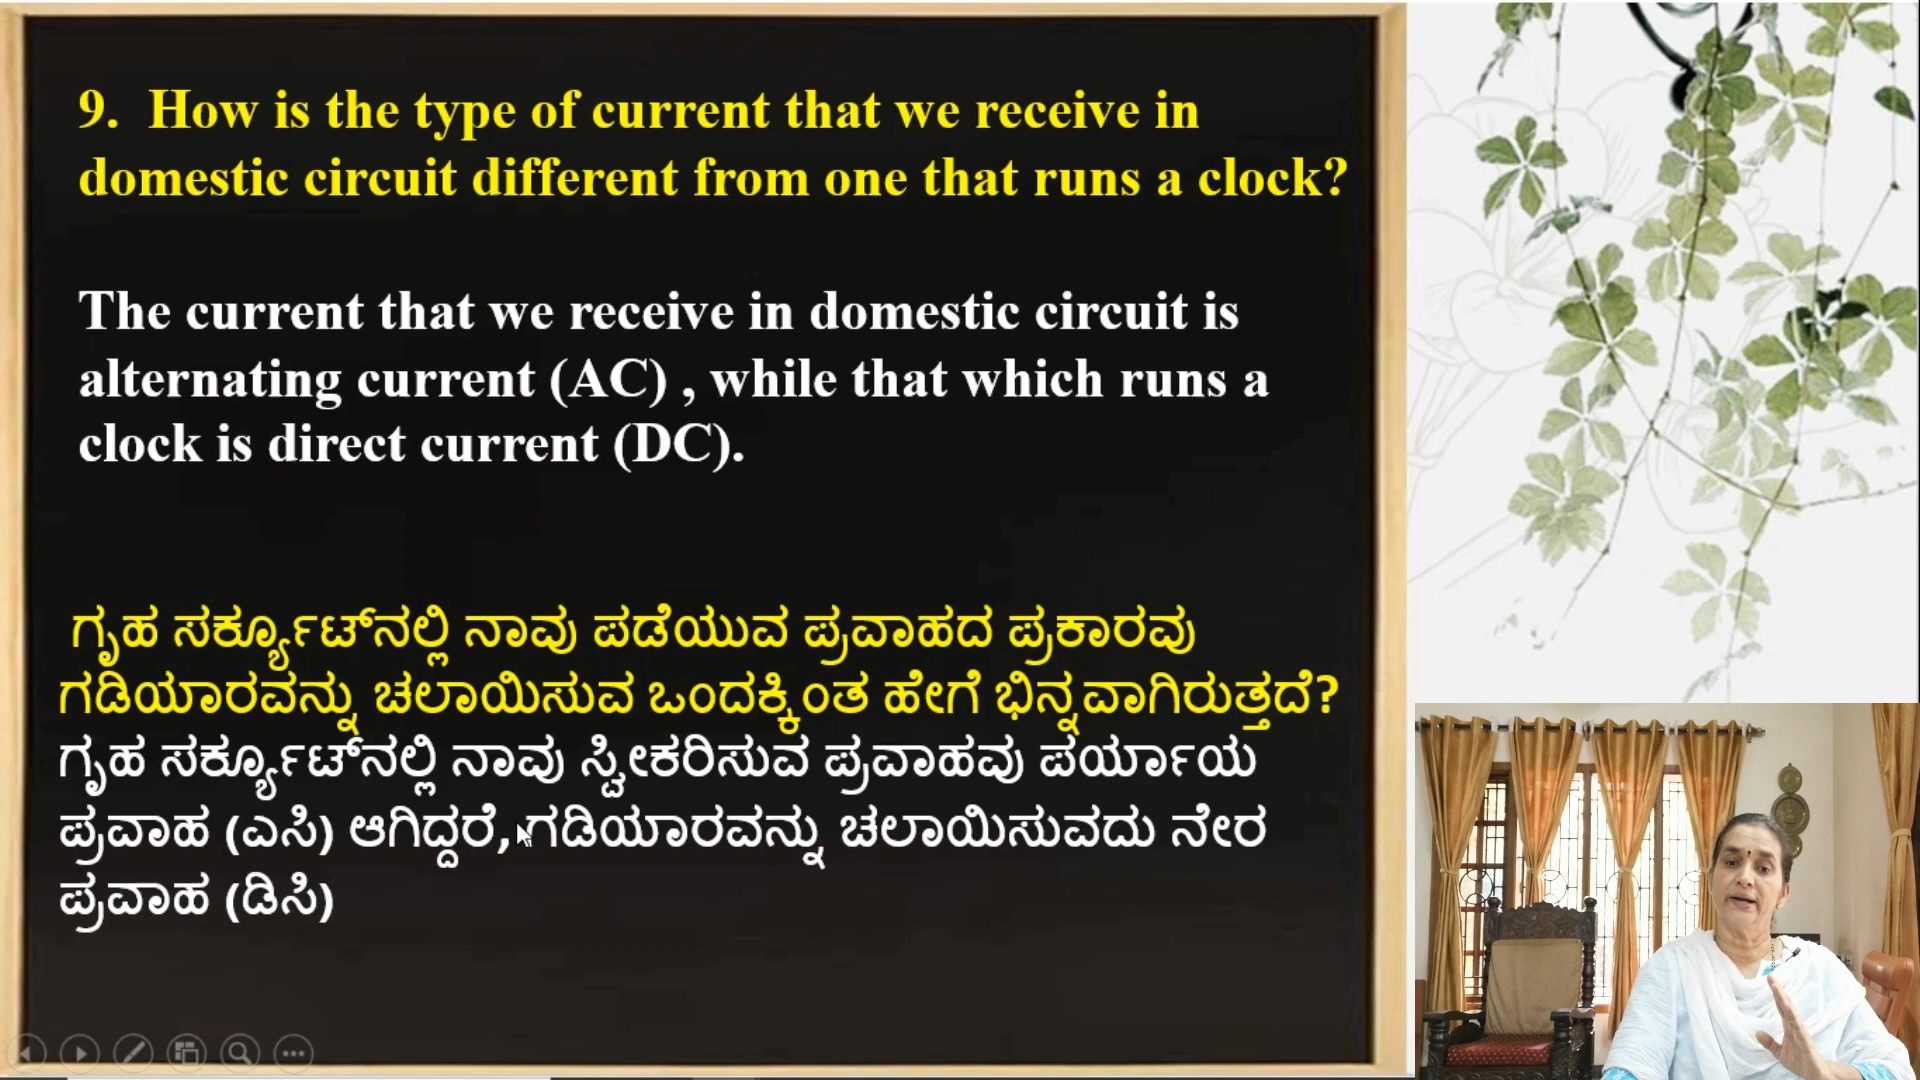 9. How is the type of current that we receive in
domestic circuit different from one that runs a clock?
The current that we receive in domestic circuit is
alternating current (AC) , while that which runs a
clock is direct current (DC).
ಗೃಹ ಸರ್ಕ್ಯೂಟ್‌ನಲ್ಲಿ ನಾವು ಪಡೆಯುವ ಪ್ರವಾಹದ ಪ್ರಕಾರವು
ಗಡಿಯಾರವನ್ನು ಚಲಾಯಿಸುವ ಒಂದಕ್ಕಿಂತ ಹೇಗೆ ಭಿನ್ನವಾಗಿರುತ್ತದೆ?
ಗೃಹ ಸರ್ಕ್ಯೂಟ್‌ನಲ್ಲಿ ನಾವು ಸ್ವೀಕರಿಸುವ ಪ್ರವಾಹವು ಪರ್ಯಾಯ
ಪ್ರವಾಹ (ಎಸಿ) ಆಗಿದ್ದರೆ, ಗಡಿಯಾರವನ್ನು ಚಲಾಯಿಸುವದು ನೇರ
ಪ್ರವಾಹ (ಡಿಸಿ)